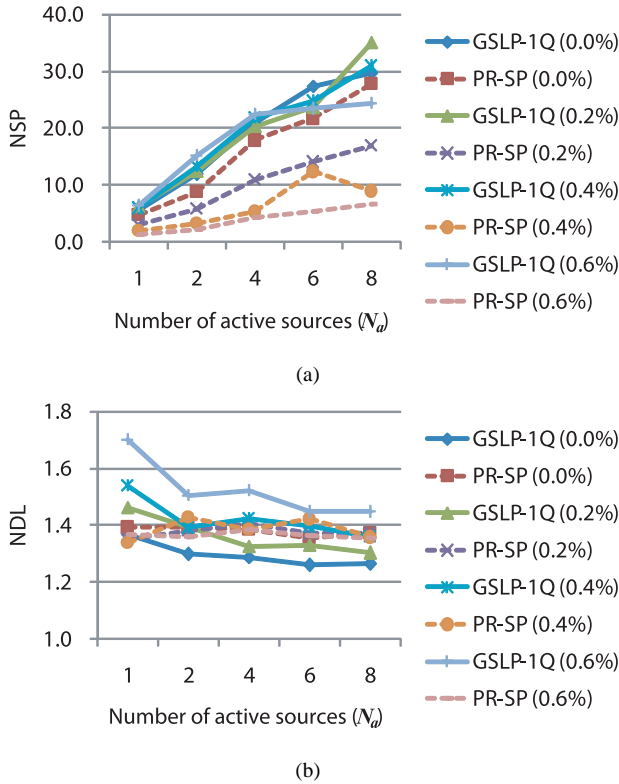 (a)
40.0
30.0
20.0
10.0
0.0
NSP
1 2 4 6 8
Number of active sources (Na)
GSLP-1Q (0.0%)
PR-SP (0.0%)
GSLP-1Q (0.2%)
PR-SP (0.2%)
GSLP-1Q (0.4%)
PR-SP (0.4%)
GSLP-1Q (0.6%)
PR-SP (0.6%)
(a)
1.8
1.6
1.4
1.2
1.0
NDL
1 2 4 6 8
Number of active sources (Na)
GSLP-1Q (0.0%)
PR-SP (0.0%)
GSLP-1Q (0.2%)
PR-SP (0.2%)
GSLP-1Q (0.4%)
PR-SP (0.4%)
GSLP-1Q (0.6%)
PR-SP (0.6%)
(b)